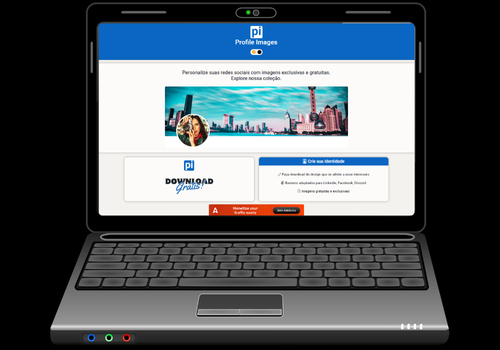 pi
Profile Images
Personalize suas redes sociais com imagens exclusivas e gratuitas.
Explore nossa coleção.
pi
DOWNLOAD
Grátis!
Crie sua Identidade
Faça download do design que se adapte a seus interesses
Banners adaptados para Linkedin, Facebook, Discord
Imagens gratuitas e exclusivas
A
Monetize your
traffic easily